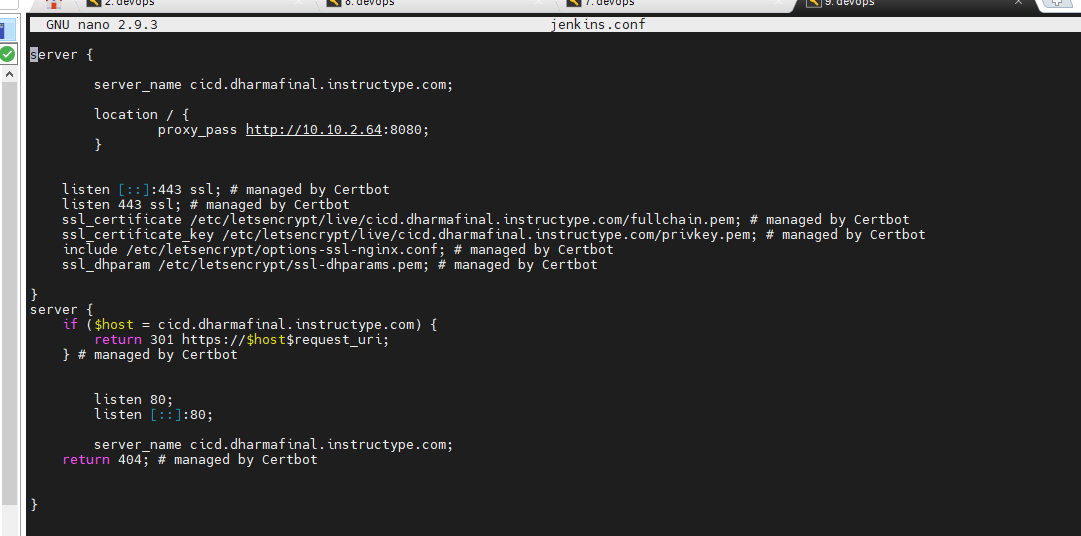 2. devops
8. devops
7. devops
9. devops
GNU nano 2.9.3 jenkins.conf
server {
server_name cicd.dharmafinal.instructype.com;
location / {
proxy_pass http://10.10.2.64:8080;
}
listen [::]:443 ssl; # managed by Certbot
listen 443 ssl; # managed by Certbot
ssl_certificate /etc/letsencrypt/live/cicd.dharmafinal.instructype.com/fullchain.pem; # managed by Certbot
ssl_certificate_key /etc/letsencrypt/live/cicd.dharmafinal.instructype.com/privkey.pem; # managed by Certbot
include /etc/letsencrypt/options-ssl-nginx.conf; # managed by Certbot
ssl_dhparam /etc/letsencrypt/ssl-dhparams.pem; # managed by Certbot
}
server {
if ($host = cicd.dharmafinal.instructype.com) {
return 301 https://$host$request_uri;
} # managed by Certbot
listen 80;
listen [::]:80;
server_name cicd.dharmafinal.instructype.com;
return 404; # managed by Certbot
}